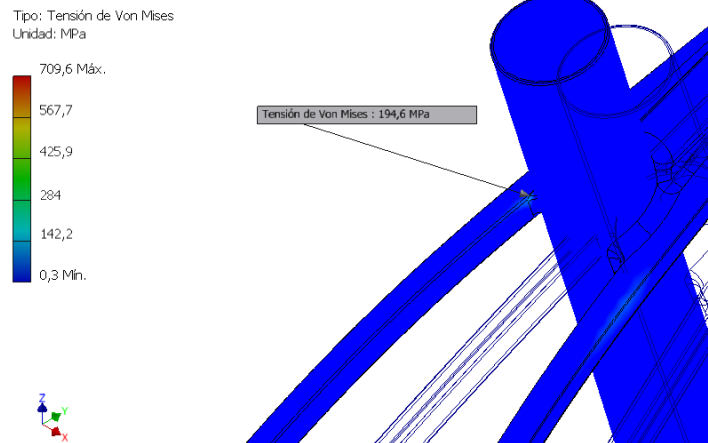 Tipo: Tensión de Von Mises
Unidad: MPa
709,6 Máx.
567,7
425,9
284
142,2
0,3 Mín.
Tensión de Von Mises : 194,6 MPa
Z
Y
X